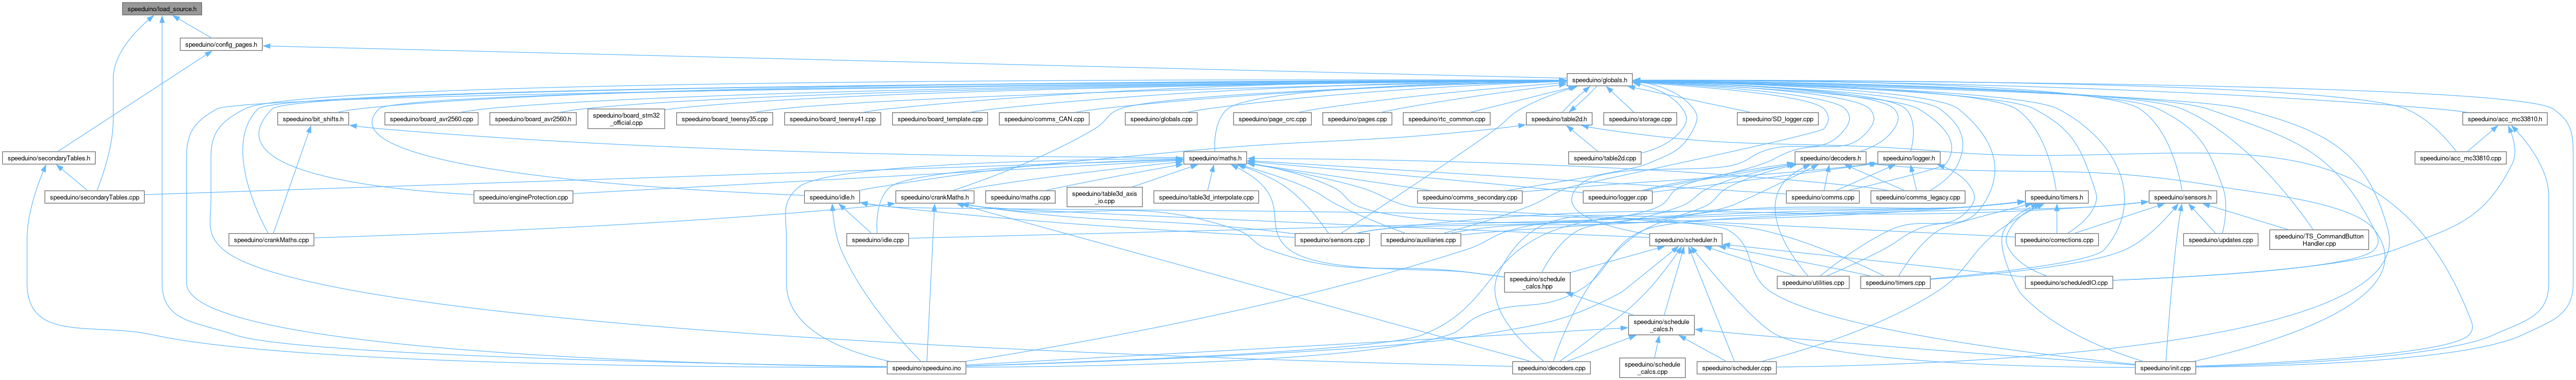 speeduino/load_source.h
speeduino/config_pages.h
speeduino/globals.h
speeduino/bit_shifts.h
speeduino/board_avr2560.cpp
speeduino/board_avr2560.h
speeduino/board_stm32
_official.cpp
speeduino/board_teensy35.cpp
speeduino/board_teensy41.cpp
speeduino/board_template.cpp
speeduino/comms_CAN.cpp
speeduino/globals.cpp
speeduino/page_crc.cpp
speeduino/pages.cpp
speeduino/rtc_common.cpp
speeduino/table2d.h
speeduino/storage.cpp
speeduino/SD_logger.cpp
speeduino/acc_mc33810.h
speeduino/secondaryTables.h
speeduino/maths.h
speeduino/table2d.cpp
speeduino/decoders.h
speeduino/logger.h
speeduino/acc_mc33810.cpp
speeduino/secondaryTables.cpp
speeduino/engineProtection.cpp
speeduino/idle.h
speeduino/crankMaths.h
speeduino/maths.cpp
speeduino/table3d_axis
_io.cpp
speeduino/table3d_interpolate.cpp
speeduino/comms_secondary.cpp
speeduino/logger.cpp
speeduino/comms.cpp
speeduino/comms_legacy.cpp
speeduino/timers.h
speeduino/sensors.h
speeduino/crankMaths.cpp
speeduino/idle.cpp
speeduino/sensors.cpp
speeduino/auxiliaries.cpp
speeduino/scheduler.h
speeduino/corrections.cpp
speeduino/updates.cpp
speeduino/TS_CommandButton
Handler.cpp
speeduino/schedule
_calcs.hpp
speeduino/utilities.cpp
speeduino/timers.cpp
speeduino/scheduledIO.cpp
speeduino/schedule
_calcs.h
speeduino/speeduino.ino
speeduino/decoders.cpp
speeduino/schedule
_calcs.cpp
speeduino/scheduler.cpp
speeduino/init.cpp